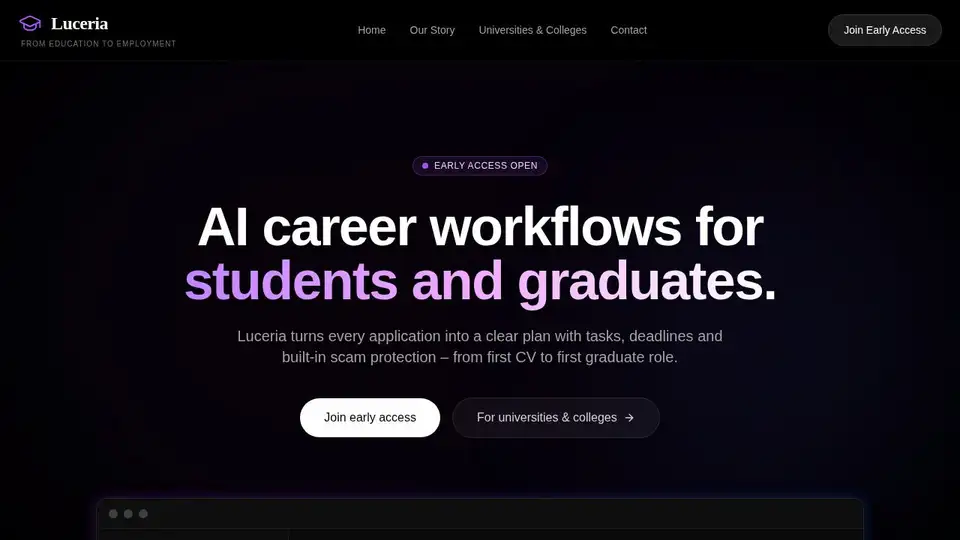 Luceria
FROM EDUCATION TO EMPLOYMENT
Home
Our Story
Universities & Colleges
Contact
Join Early Access
EARLY ACCESS OPEN
AI career workflows for
students and graduates.
Luceria turns every application into a clear plan with tasks, deadlines and
built-in scam protection – from first CV to first graduate role.
Join early access
For universities & colleges →